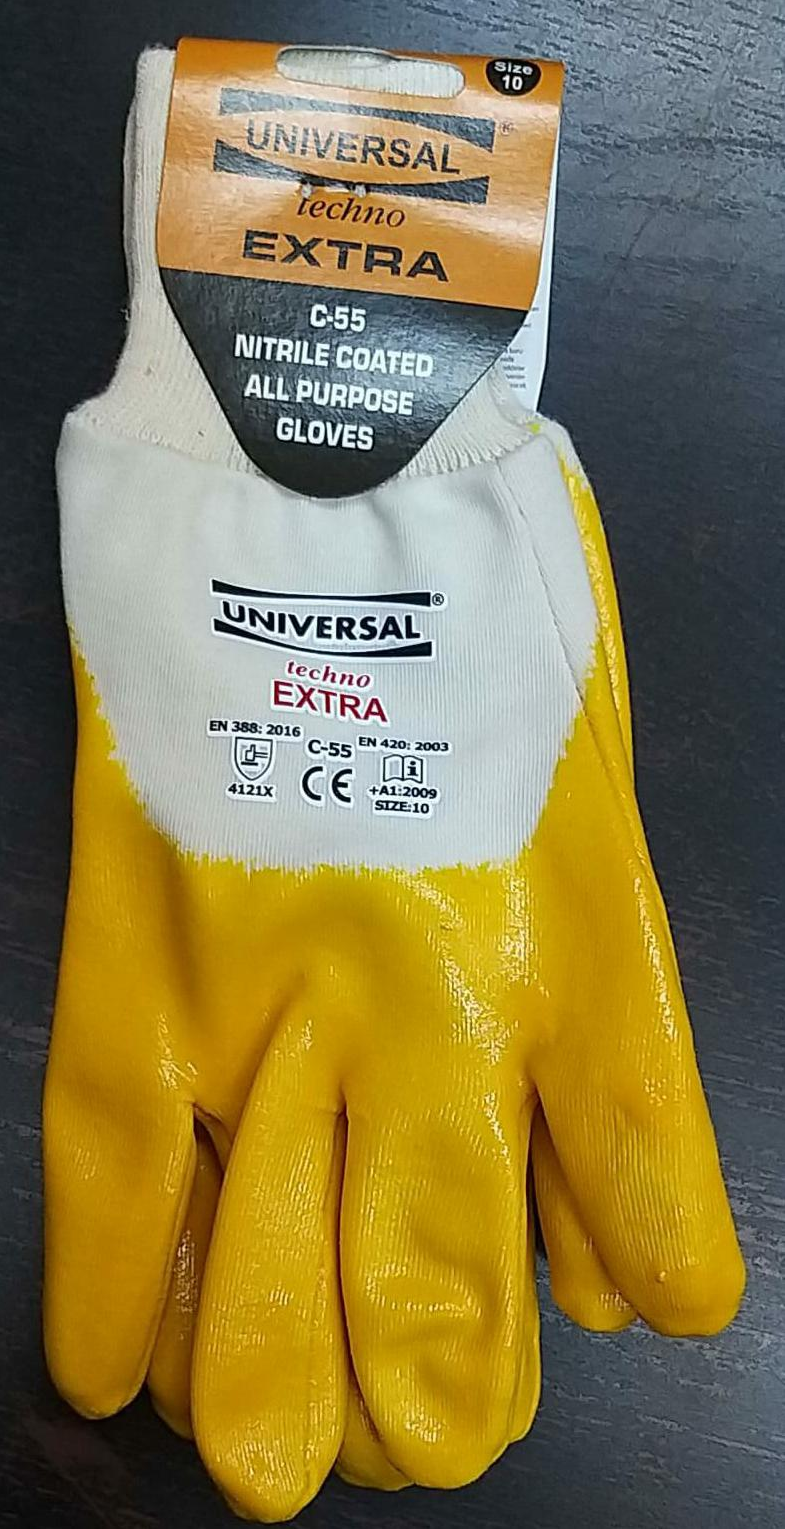 Size
10
UNIVERSAL®
techno
EXTRA
C-55
NITRILE COATED
ALL PURPOSE
GLOVES
UNIVERSAL®
techno
EXTRA
EN 388: 2016
C-55
EN 420: 2003
CE
i
4121X
+A1:2009
SIZE:10